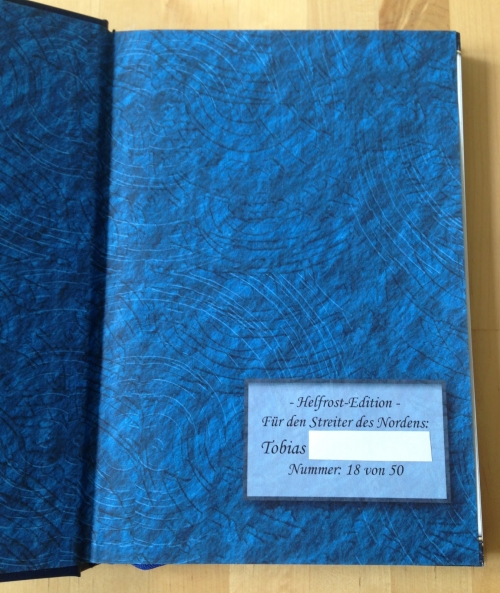 - Helfrost-Edition -
Für den Streiter des Nordens:
Tobias
Nummer: 18 von 50